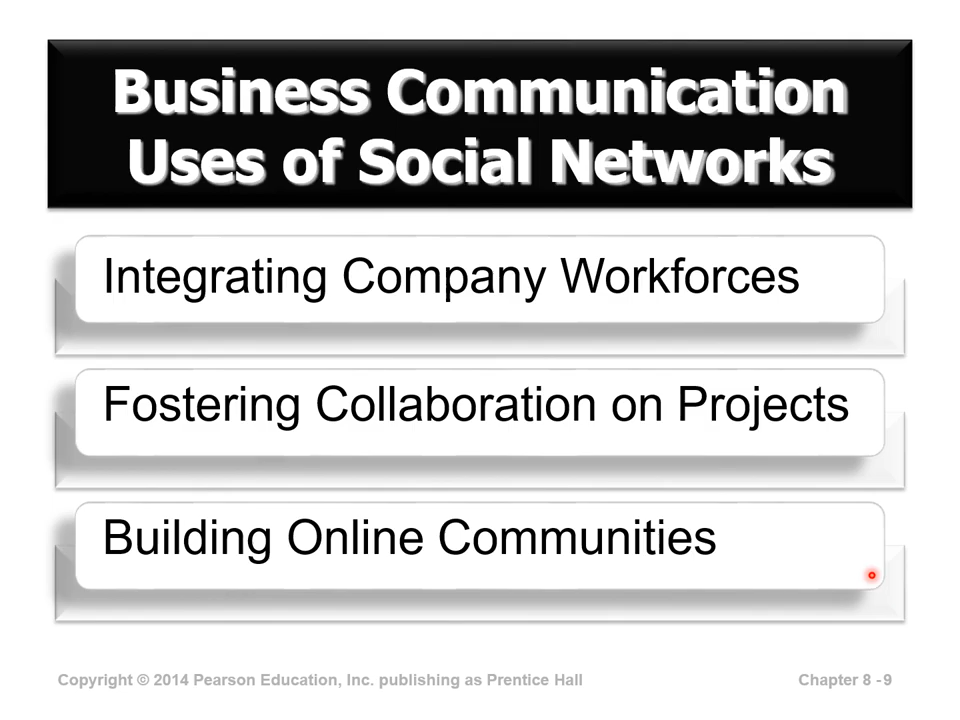 Business Communication
Uses of Social Networks
Integrating Company Workforces
Fostering Collaboration on Projects
Building Online Communities
Copyright © 2014 Pearson Education, Inc. publishing as Prentice Hall
Chapter 8 - 9